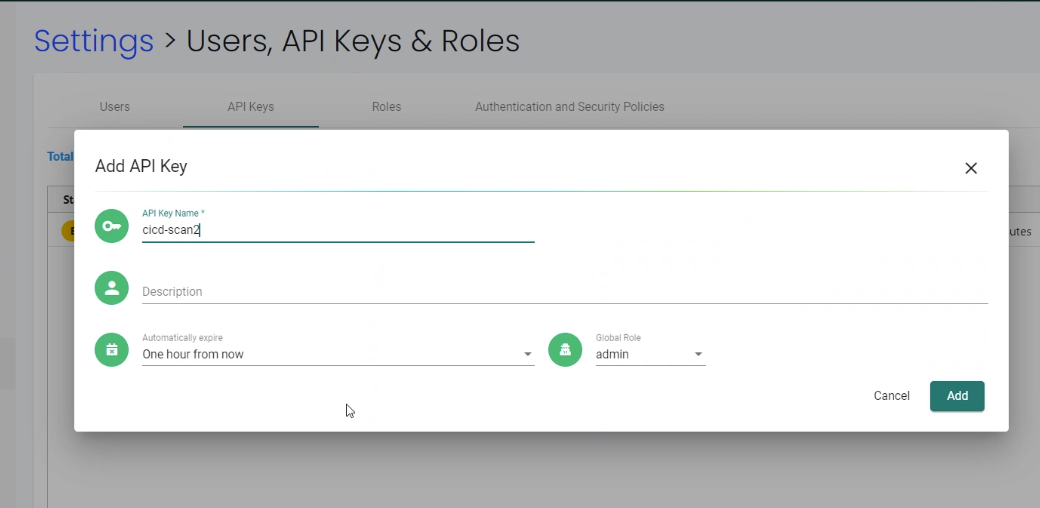 Settings > Users, API Keys & Roles
Users API Keys Roles Authentication and Security Policies
Total
Add API Key
St
API Key Name *
cicd-scan2
utes
Description
Automatically expire Global Role
One hour from now admin
Cancel Add